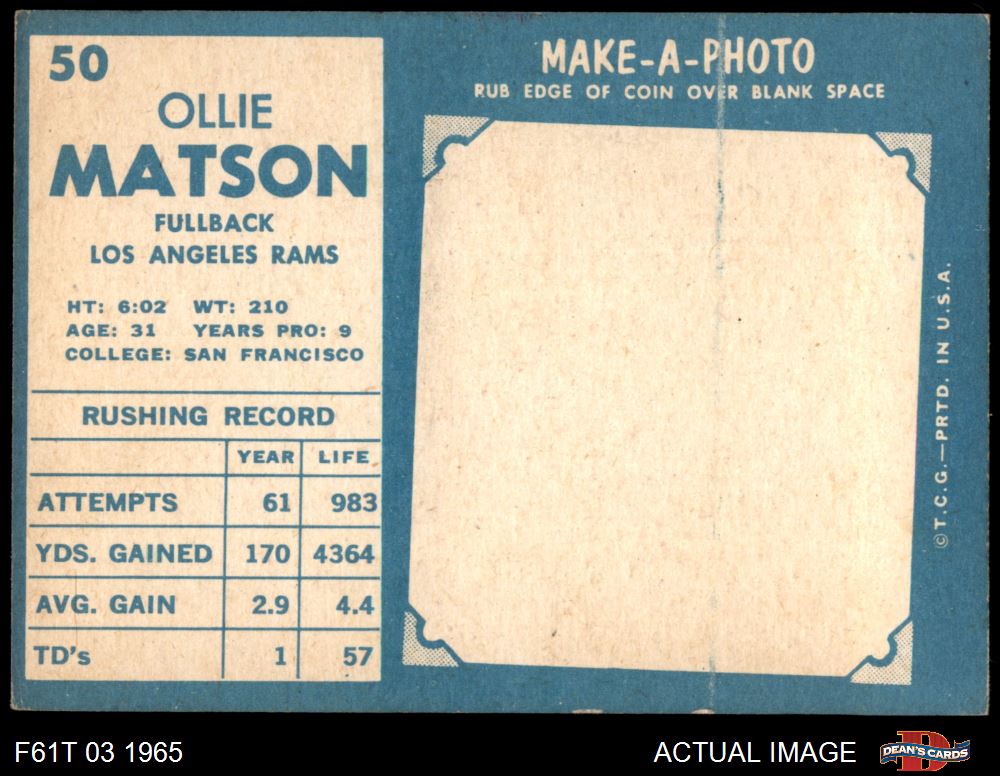 50
OLLIE
MATSON
FULLBACK
LOS ANGELES RAMS
HT: 6:02 WT: 210
AGE: 31 YEARS PRO: 9
COLLEGE: SAN FRANCISCO
RUSHING RECORD
YEAR LIFE
ATTEMPTS 61 983
YDS. GAINED 170 4364
AVG. GAIN 2.9 4.4
TD's 1 57
MAKE-A-PHOTO
RUB EDGE OF COIN OVER BLANK SPACE
©T.C.G.—PRTD. IN U.S.A.
F61T 03 1965
ACTUAL IMAGE
D
DEAN'S CARDS